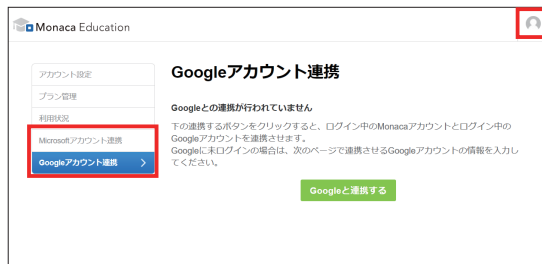 Monaca Education
アカウント設定
プラン管理
利用状況
Microsoftアカウント連携
Googleアカウント連携
Googleアカウント連携
Googleとの連携が行われていません
下の連携するボタンをクリックすると、ログイン中のMonacaアカウントとログイン中の
Googleアカウントを連携させます。
Googleに未ログインの場合は、次のページで連携させるGoogleアカウントの情報を入力し
てください。
Googleと連携する